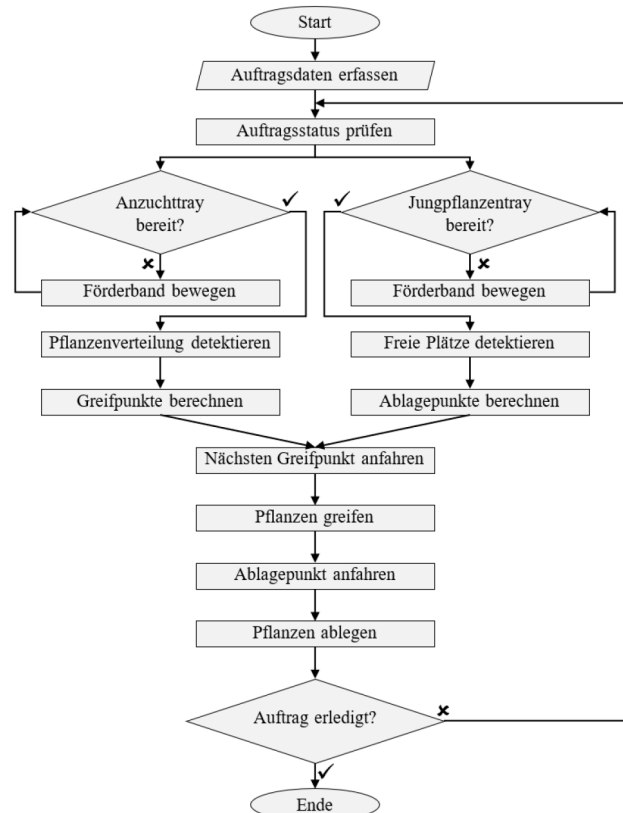 Start
Auftragsdaten erfassen
Auftragsstatus prüfen
Anzuchttray
bereit?
Jungpflanzentray
bereit?
Förderband bewegen
Förderband bewegen
Pflanzenverteilung detektieren
Freie Plätze detektieren
Greifpunkte berechnen
Ablagepunkte berechnen
Nächsten Greifpunkt anfahren
Pflanzen greifen
Ablagepunkt anfahren
Pflanzen ablegen
Auftrag erledigt?
Ende